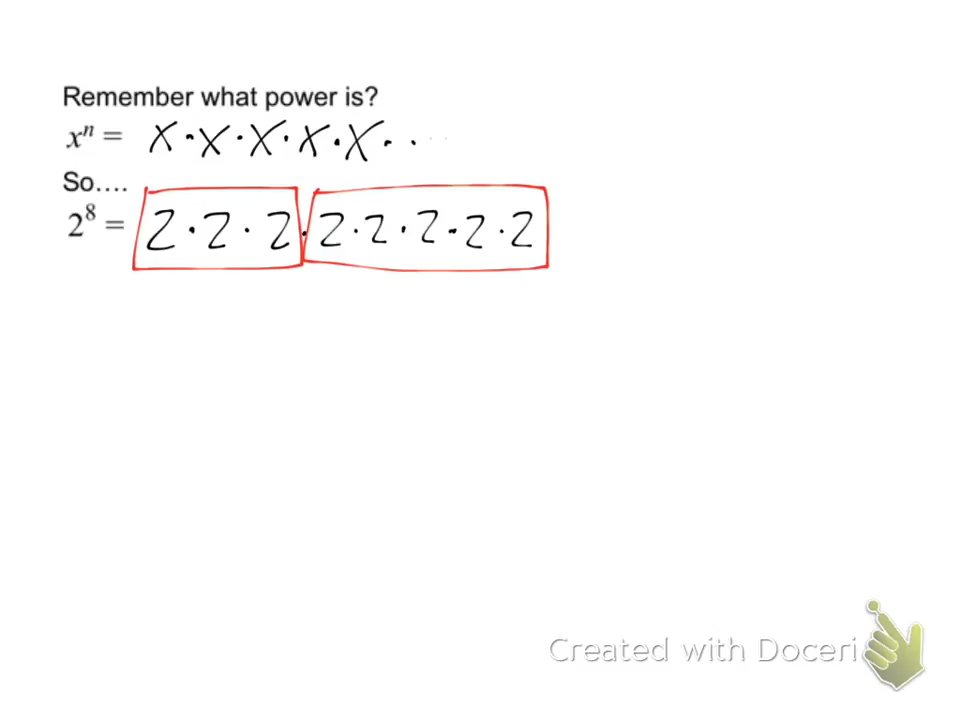 Remember what power is?
xⁿ = x · x · x · x · x · · · ·
So….
2⁸ = 2 · 2 · 2 · 2 · 2 · 2 · 2 · 2
Created with Doceri